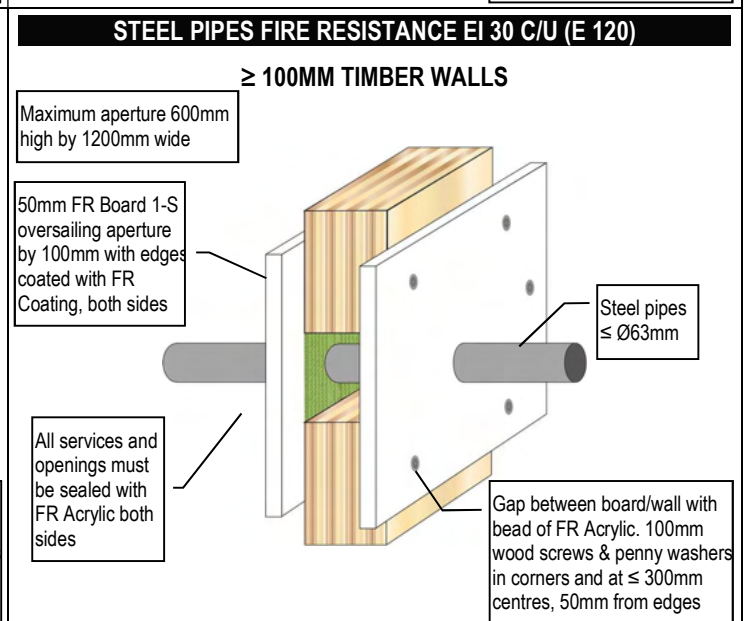 STEEL PIPES FIRE RESISTANCE EI 30 C/U (E 120)
≥ 100MM TIMBER WALLS
Maximum aperture 600mm
high by 1200mm wide
50mm FR Board 1-S
oversailing aperture
by 100mm with edges
coated with FR
Coating, both sides
Steel pipes
≤ Ø63mm
All services and
openings must
be sealed with
FR Acrylic both
sides
Gap between board/wall with
bead of FR Acrylic. 100mm
wood screws & penny washers
in corners and at ≤ 300mm
centres, 50mm from edges